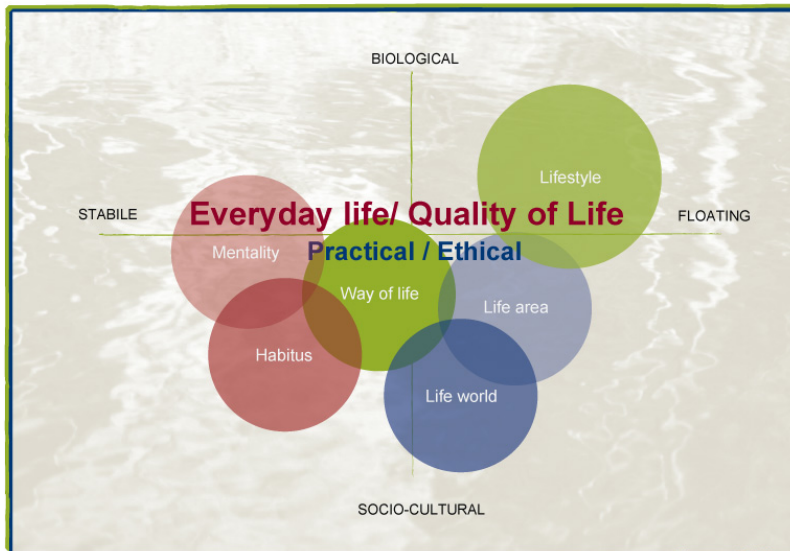 BIOLOGICAL
Lifestyle
STABILE
Everyday life/ Quality of Life
FLOATING
Practical / Ethical
Mentality
Way of life
Life area
Habitus
Life world
SOCIO-CULTURAL